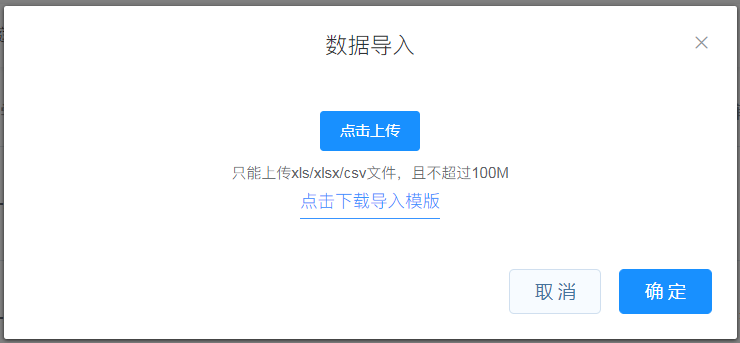 数据导入
点击上传
只能上传xls/xlsx/csv文件，且不超过100M
点击下载导入模版
取消
确定